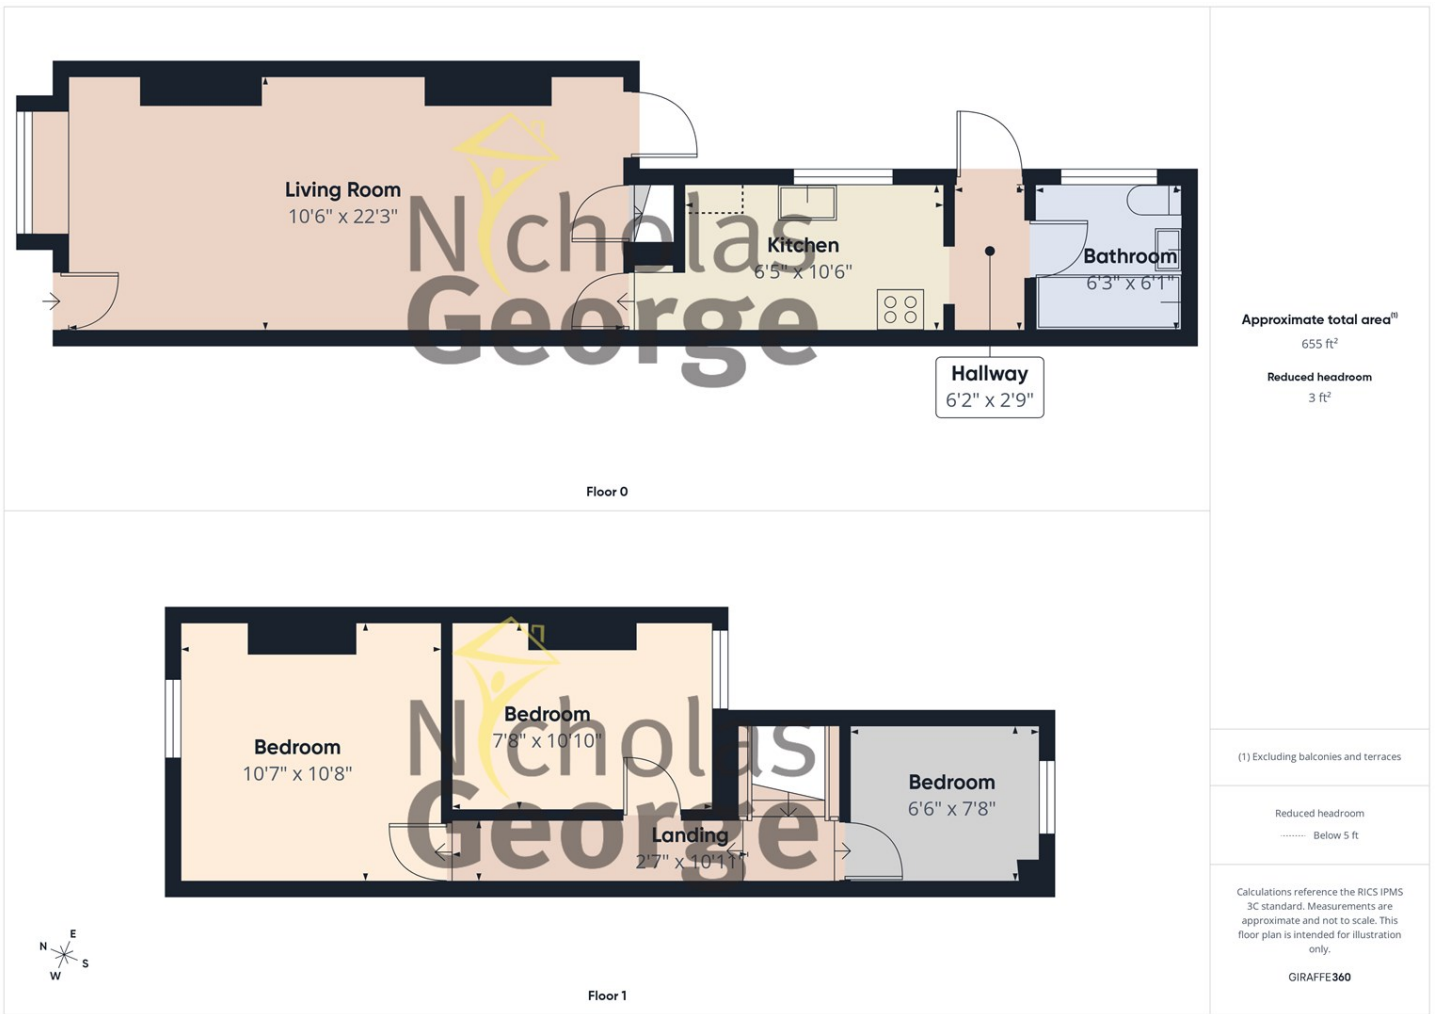 Living Room
10'6" x 22'3"
Kitchen
6'5" x 10'6"
Bathroom
6'3" x 6'1"
Hallway
6'2" x 2'9"
Nicholas
George
Floor 0
Bedroom
10'7" x 10'8"
Bedroom
7'8" x 10'10"
Landing
2'7" x 10'11"
Bedroom
6'6" x 7'8"
Nicholas
George
N
E
S
W
Floor 1
Approximate total area(1)
655 ft²
Reduced headroom
3 ft²
(1) Excluding balconies and terraces
Reduced headroom
Below 5 ft
Calculations reference the RICS IPMS
3C standard. Measurements are
approximate and not to scale. This
floor plan is intended for illustration
only.
GIRAFFE360